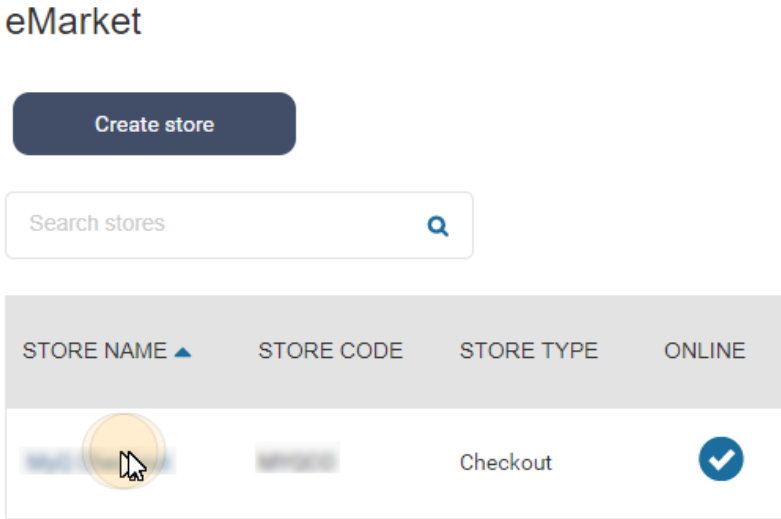 eMarket
Create store
Search stores
STORE NAME STORE CODE STORE TYPE ONLINE
Checkout